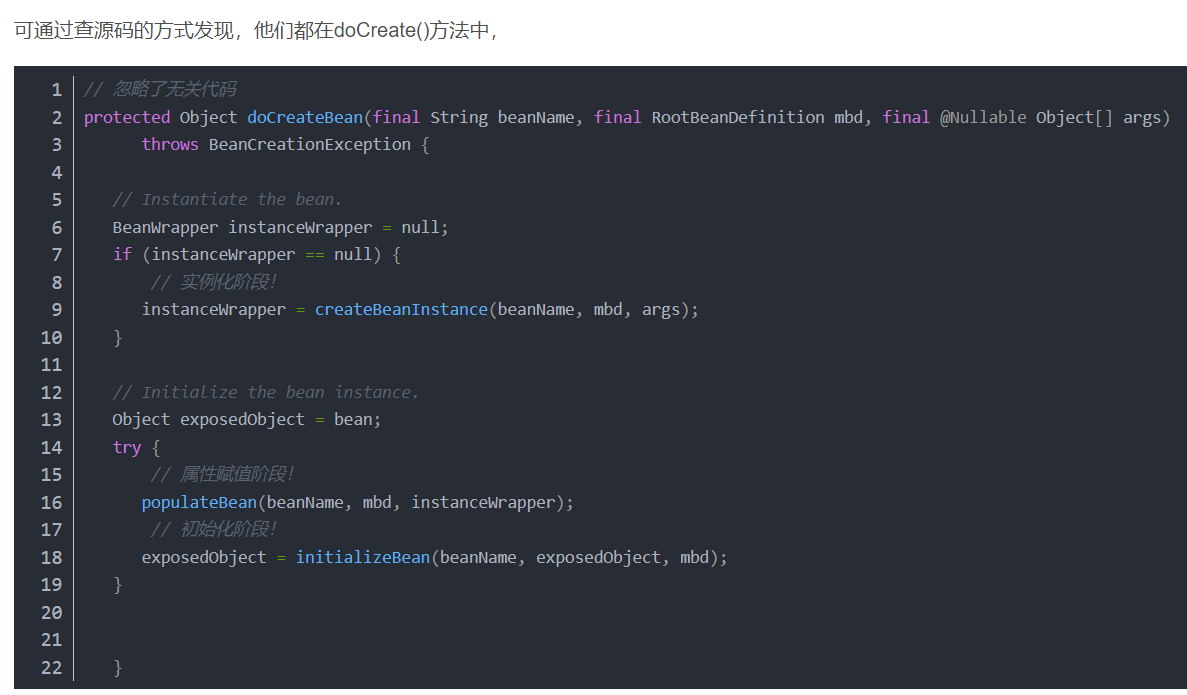 可通过查源码的方式发现，他们都在doCreate()方法中，
1 // 忽略了无关代码
2 protected Object doCreateBean(final String beanName, final RootBeanDefinition mbd, final @Nullable Object[] args)
3       throws BeanCreationException {
4
5    // Instantiate the bean.
6    BeanWrapper instanceWrapper = null;
7    if (instanceWrapper == null) {
8        // 实例化阶段！
9       instanceWrapper = createBeanInstance(beanName, mbd, args);
10    }
11
12    // Initialize the bean instance.
13    Object exposedObject = bean;
14    try {
15        // 属性赋值阶段！
16       populateBean(beanName, mbd, instanceWrapper);
17        // 初始化阶段！
18       exposedObject = initializeBean(beanName, exposedObject, mbd);
19    }
20
21
22    }